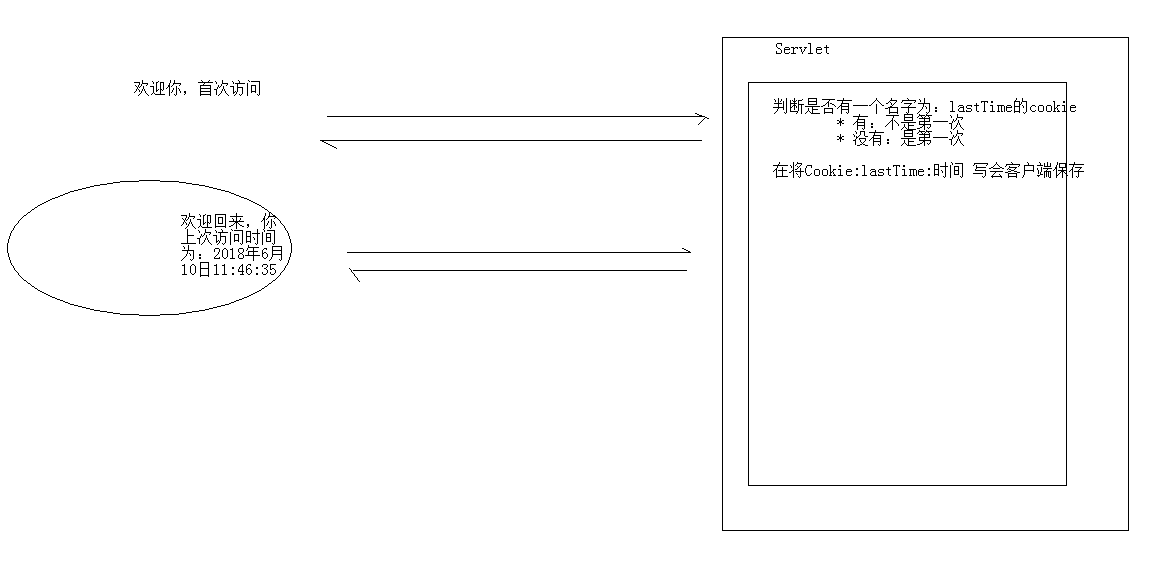 Servlet
欢迎你，首次访问
判断是否有一个名字为：lastTime的cookie
* 有：不是第一次
* 没有：是第一次
在将Cookie:lastTime:时间 写会客户端保存
欢迎回来，你
上次访问时间
为：2018年6月
10日11:46:35